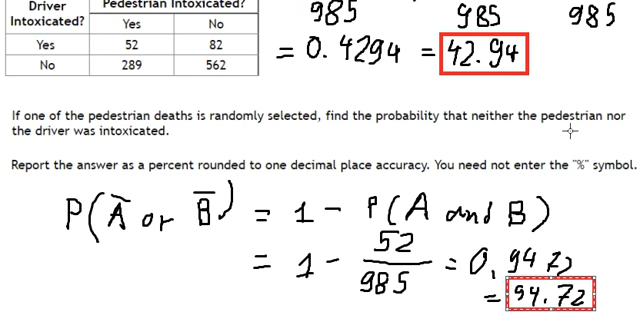 Driver Pedestrian Intoxicated?
Intoxicated? Yes No
Yes 52 82
No 289 562
985 985 985
= 0.4294 = 42.94
If one of the pedestrian deaths is randomly selected, find the probability that neither the pedestrian nor
the driver was intoxicated.
Report the answer as a percent rounded to one decimal place accuracy. You need not enter the "%" symbol.
P(A̅ or B̅) = 1 - P(A and B)
= 1 - 52/985 = 0.9472
= 94.72